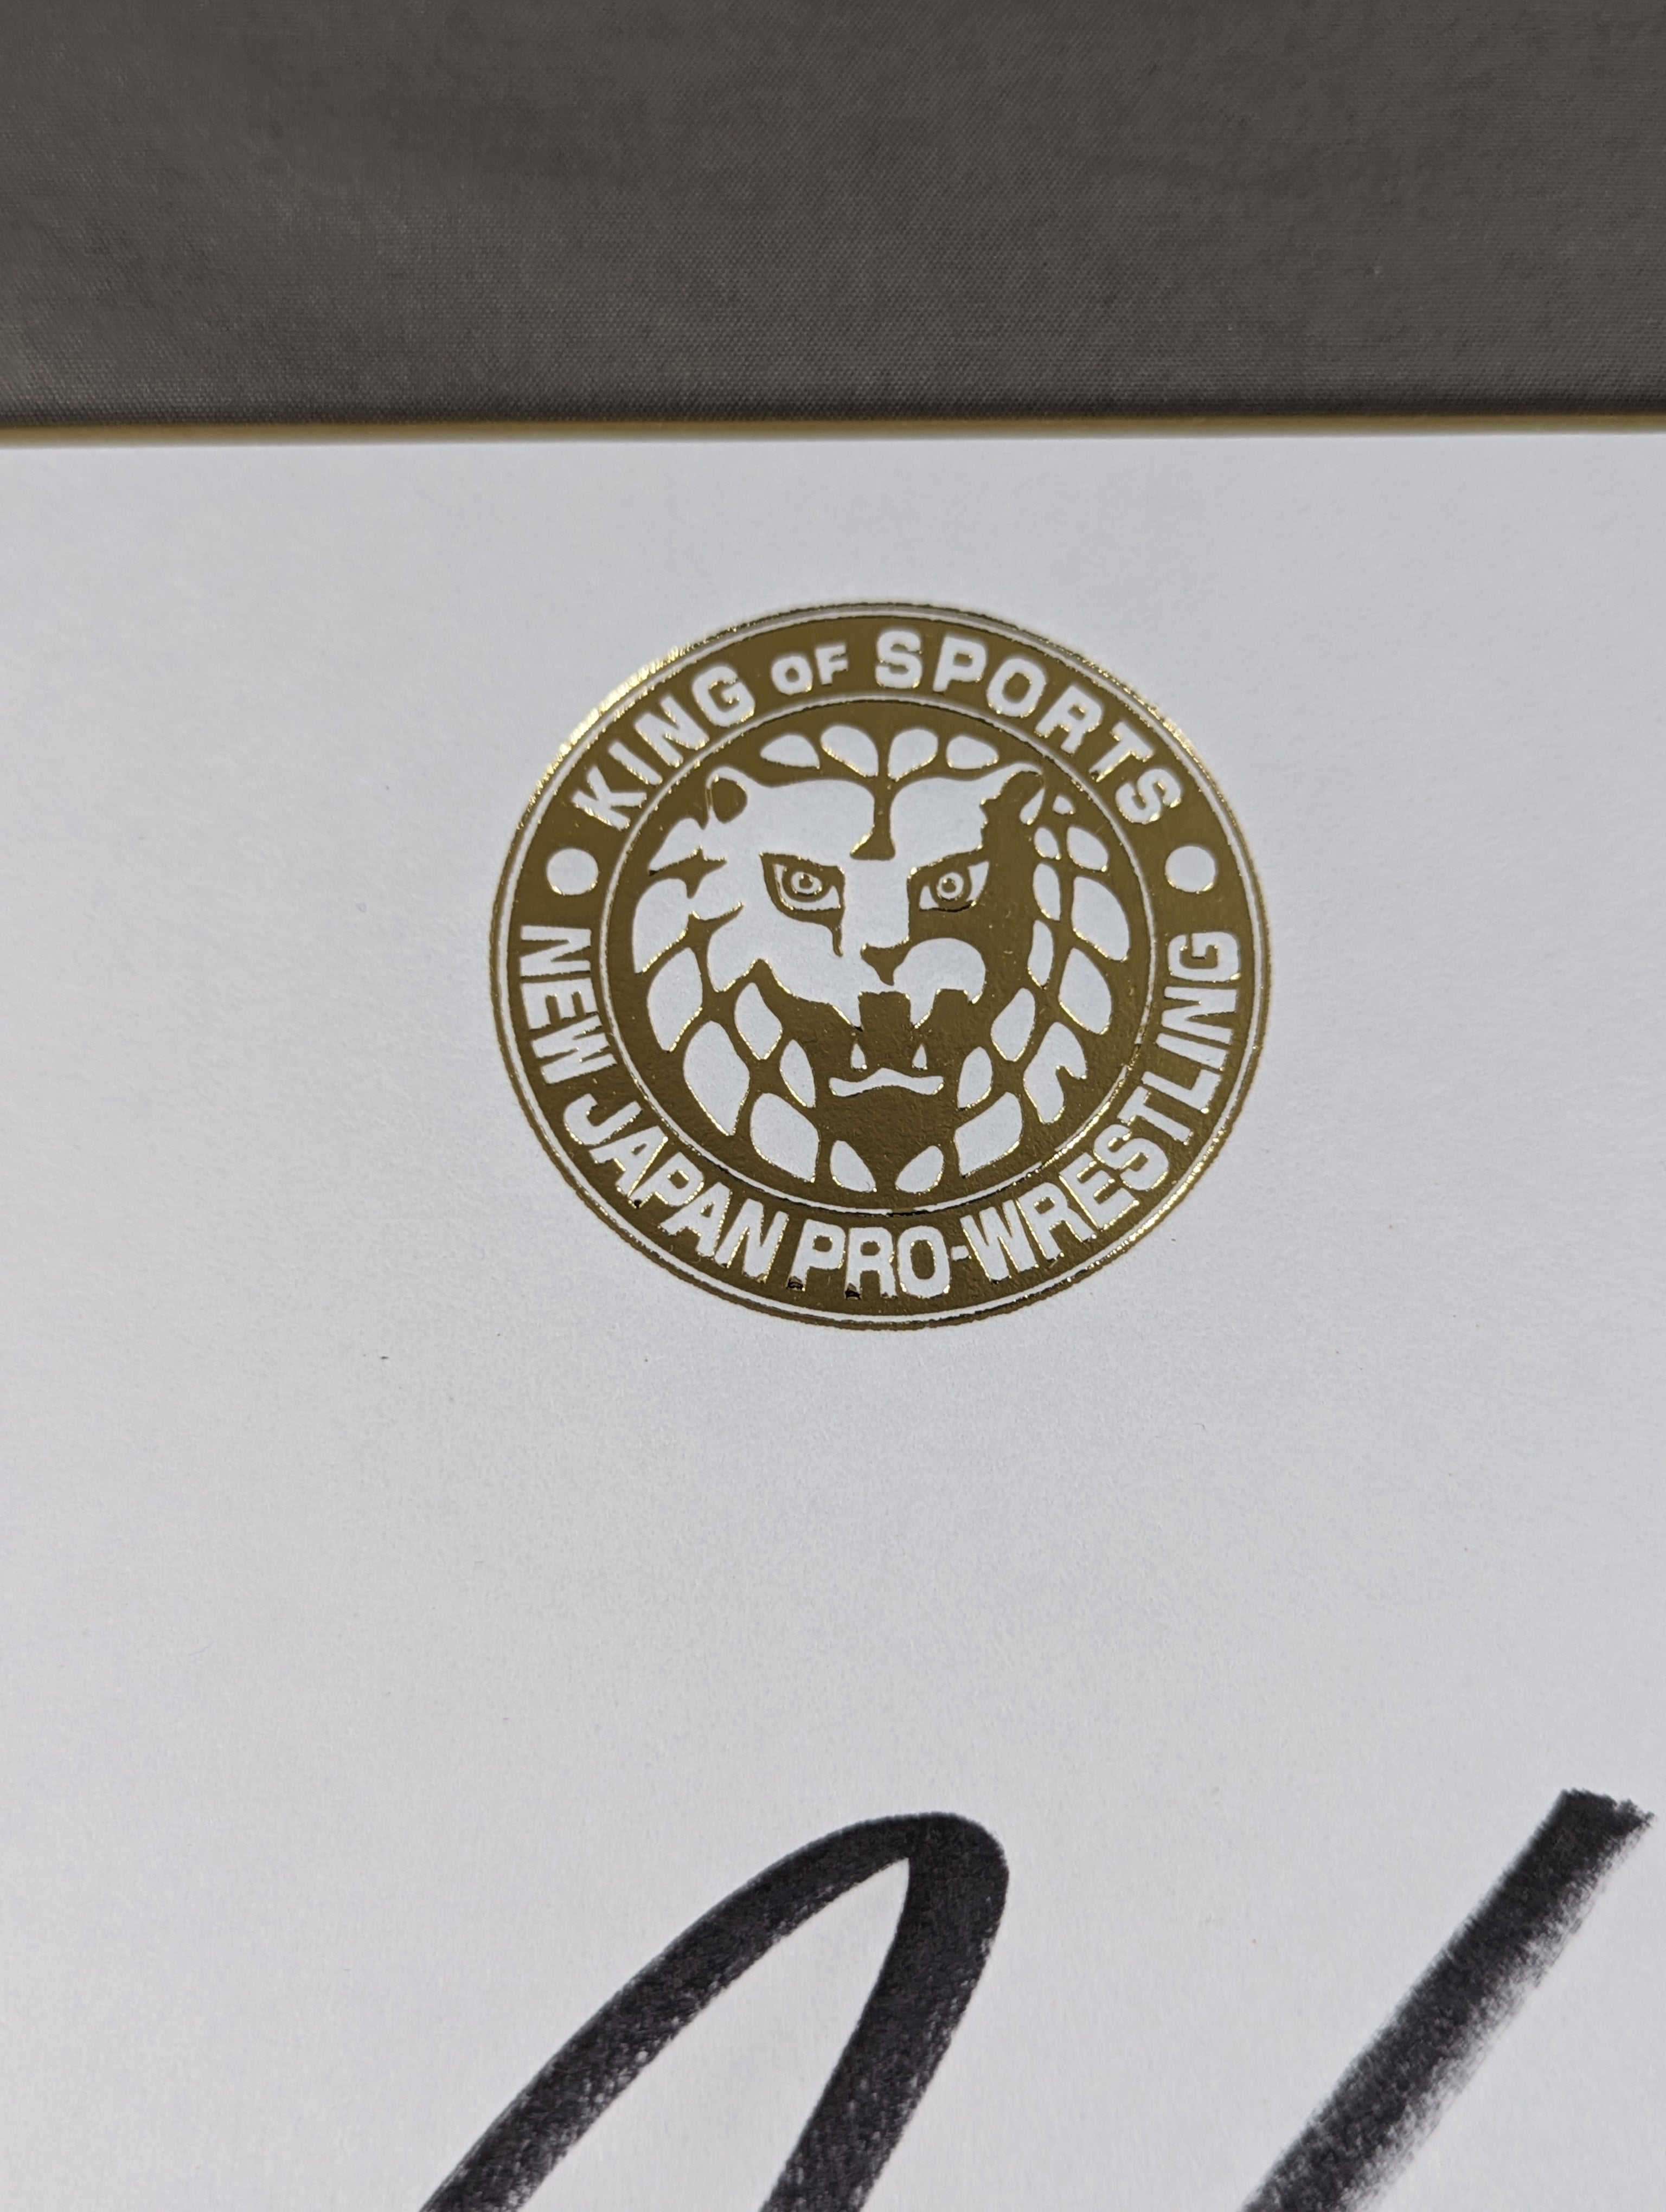 KING OF SPORTS
NEW JAPAN PRO-WRESTLING